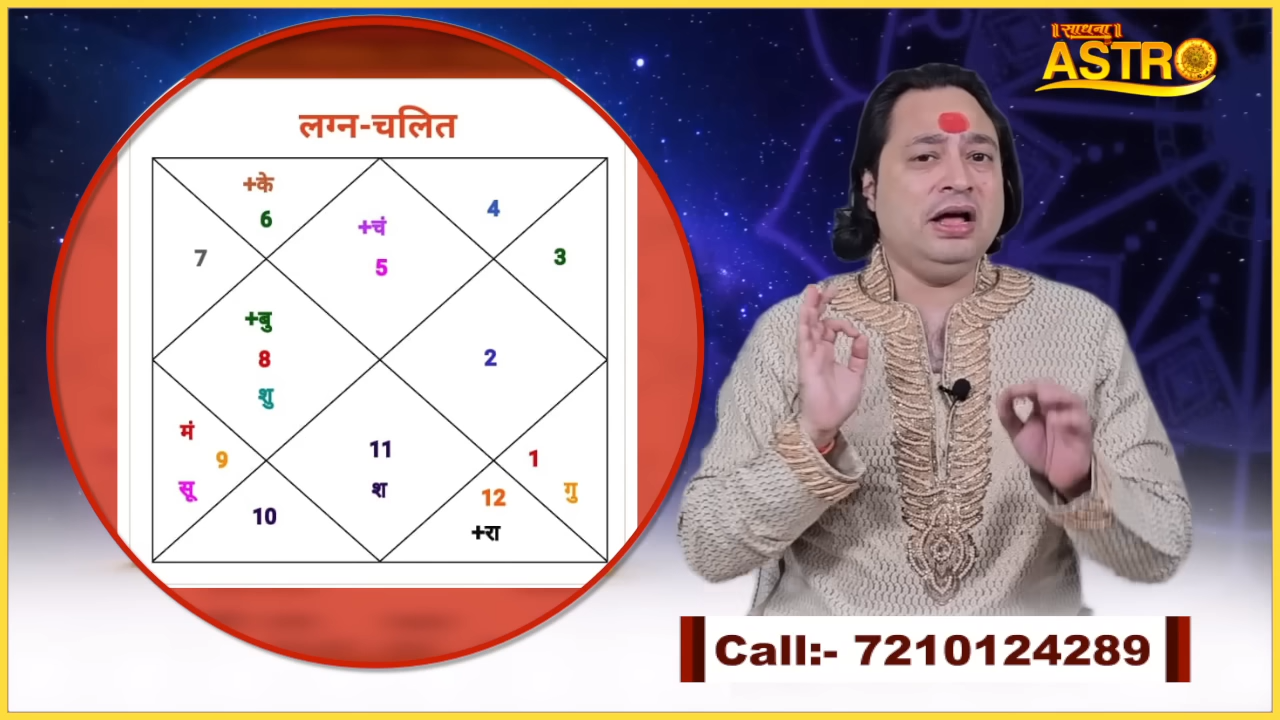 लग्न-चलित
+के
6
+चं
5
4
7
3
+बु
8
शु
2
मं
9
सू
10
11
श
1
12
गु
+रा
॥साधना॥
ASTRO
Call:- 7210124289